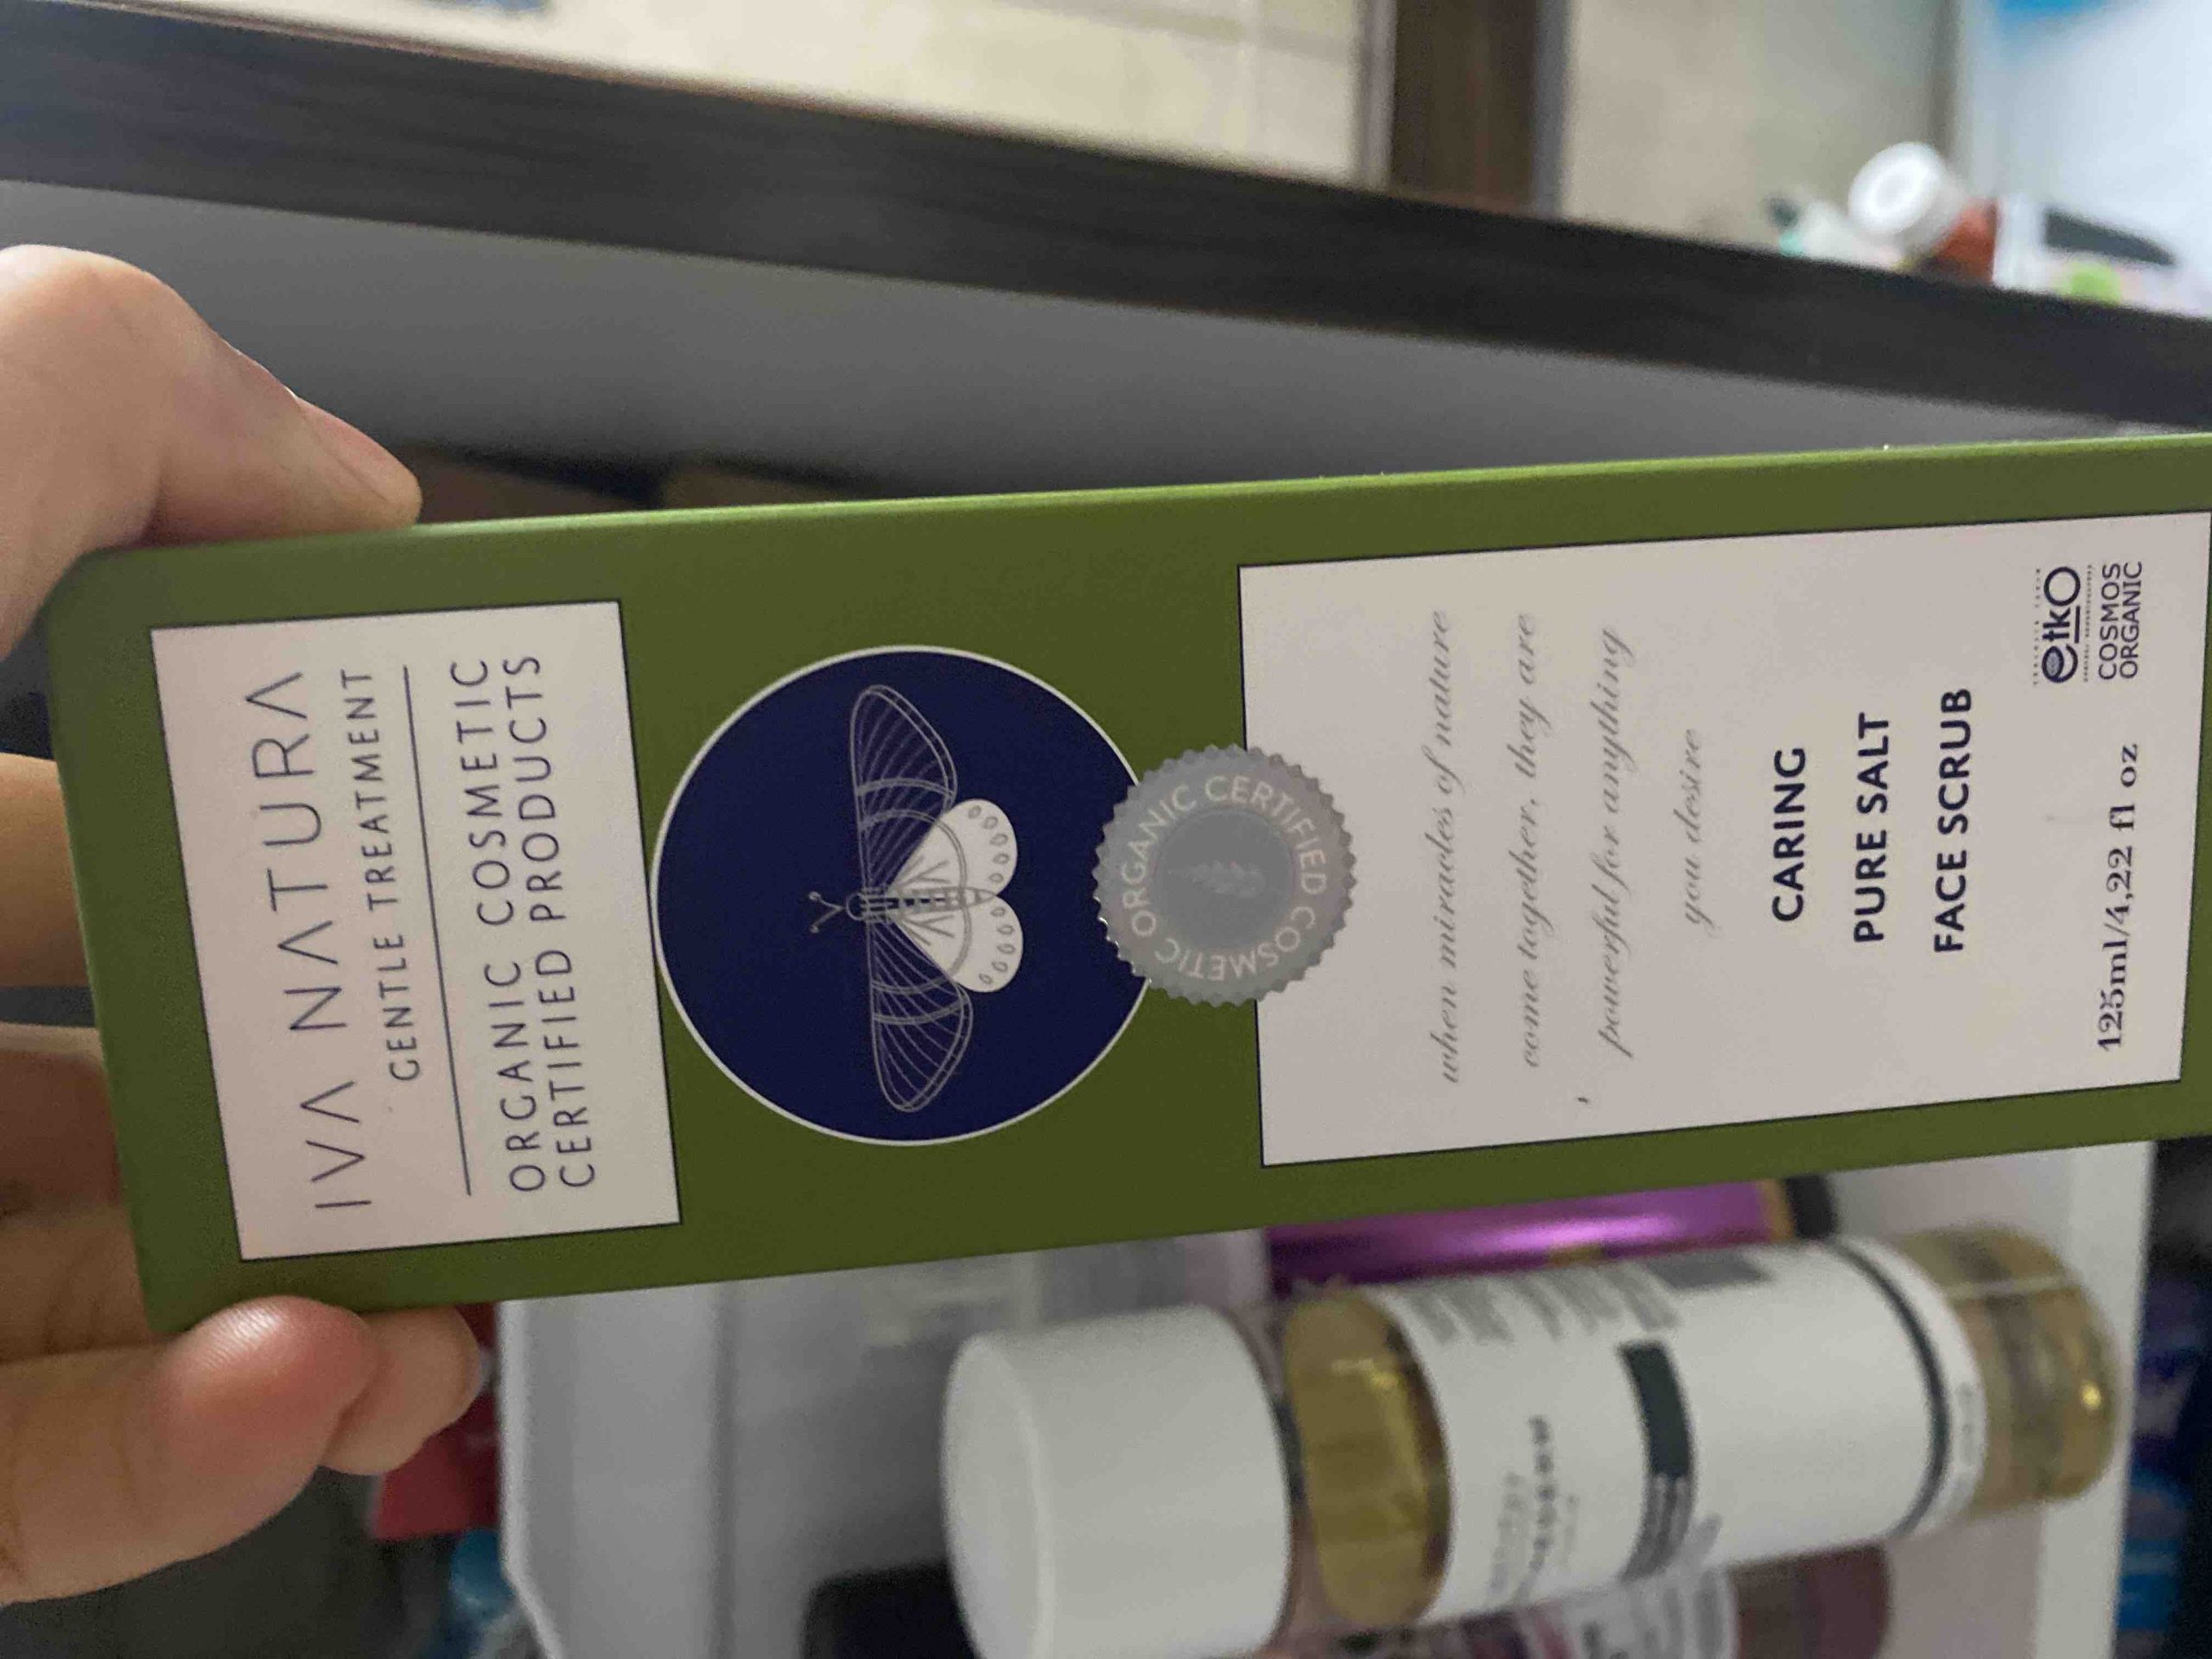 IVA NATURA
GENTLE TREATMENT
ORGANIC COSMETIC
CERTIFIED PRODUCTS
ORGANIC CERTIFIED COSMETIC
when miracles of nature
come together, they are
powerful for anything
you desire
CARING
PURE SALT
FACE SCRUB
125ml/4,22 fl oz
etko
COSMOS
ORGANIC